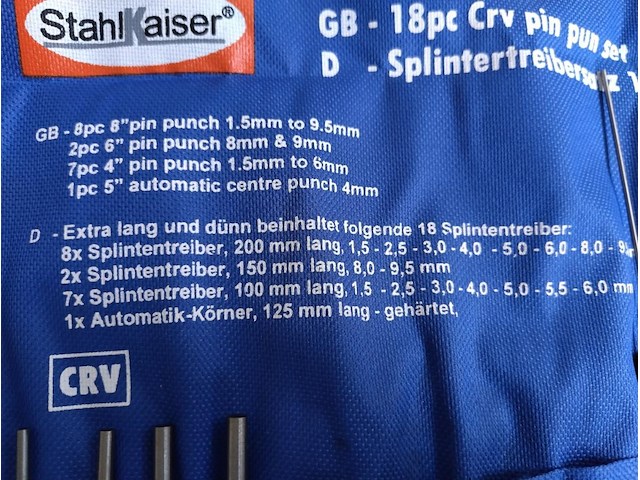 StahlKaiser®
GB - 18pc Crv pin pun set
D - Splintertreibersatz
GB - 8pc 8"pin punch 1.5mm to 9.5mm
2pc 6" pin punch 8mm & 9mm
7pc 4" pin punch 1.5mm to 6mm
1pc 5" automatic centre punch 4mm
D - Extra lang und dünn beinhaltet folgende 18 Splintentreiber:
8x Splintentreiber, 200 mm lang, 1,5 - 2,5 - 3,0 - 4,0 - 5,0 - 6,0 - 8,0 -
2x Splintentreiber, 150 mm lang, 8,0 - 9,5 mm
7x Splintentreiber, 100 mm lang, 1,5 - 2,5 - 3,0 - 4,0 - 5,0 - 5,5 - 6,0 mm
1x Automatik-Körner, 125 mm lang - gehärtet,
CRV